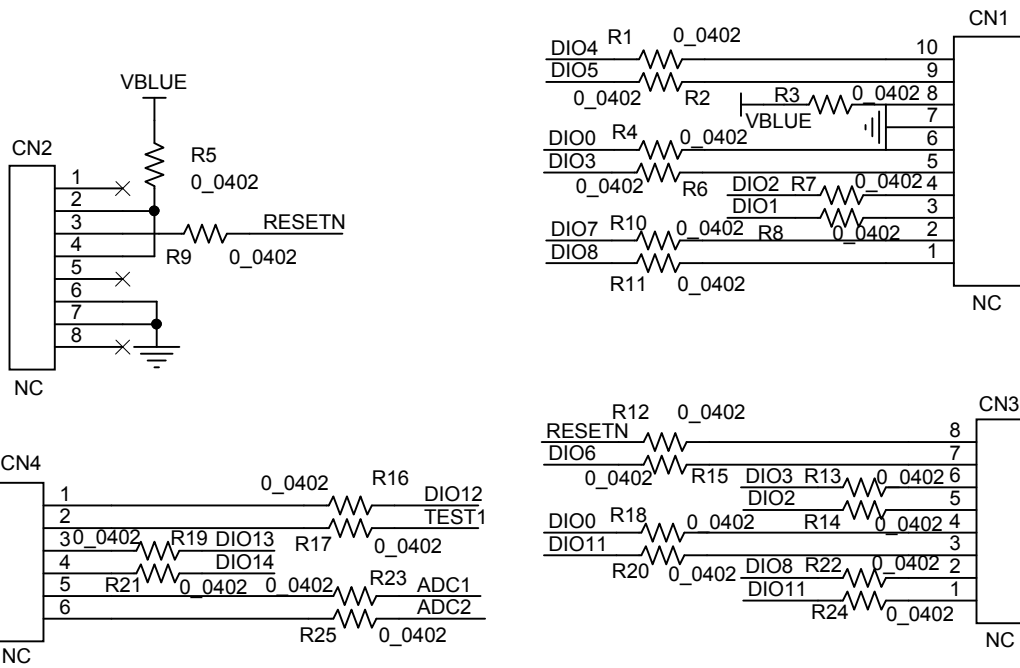 VBLUE
CN2
R5
0_0402
1
2
3
4
5
6
7
8
RESETN
R9
0_0402
NC
CN1
R1 0_0402
DIO4 10
DIO5 9
0_0402 R2
R3 0_0402 8
VBLUE 7
R4 0_0402
DIO0 6
DIO3 5
0_0402 R6
DIO2 R7 0_0402 4
DIO1 3
R8 0_0402
R10 0_0402
DIO7 2
DIO8 1
R11 0_0402
NC
CN4
0_0402 R16
1 DIO12
2 TEST1
R17 0_0402
3 0_0402 R19 DIO13
4 DIO14
R21 0_0402
5 0_0402 R23 ADC1
6 ADC2
R25 0_0402
NC
CN3
R12 0_0402
RESETN 8
DIO6 7
0_0402 R15
DIO3 R13 0_0402 6
DIO2 5
R14 0_0402
DIO0 R18 0_0402 4
DIO11 3
R20 0_0402
DIO8 R22 0_0402 2
DIO11 1
R24 0_0402
NC